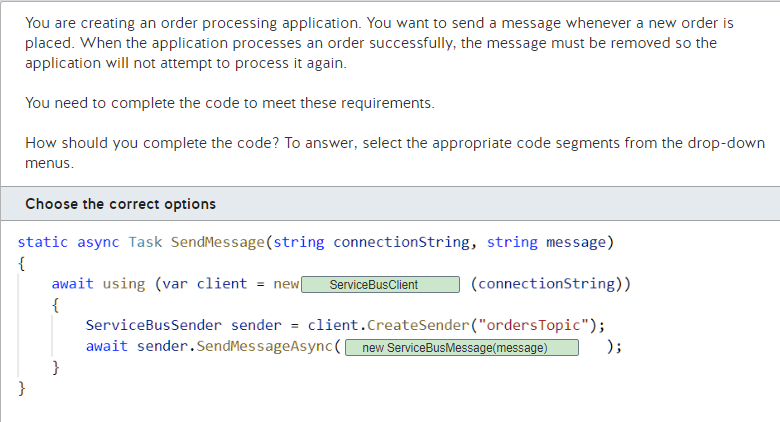 You are creating an order processing application. You want to send a message whenever a new order is
placed. When the application processes an order successfully, the message must be removed so the
application will not attempt to process it again.
You need to complete the code to meet these requirements.
How should you complete the code? To answer, select the appropriate code segments from the drop-down
menus.
Choose the correct options
static async Task SendMessage(string connectionString, string message)
{
await using (var client = new ServiceBusClient (connectionString))
{
ServiceBusSender sender = client.CreateSender("ordersTopic");
await sender.SendMessageAsync( new ServiceBusMessage(message) );
}
}